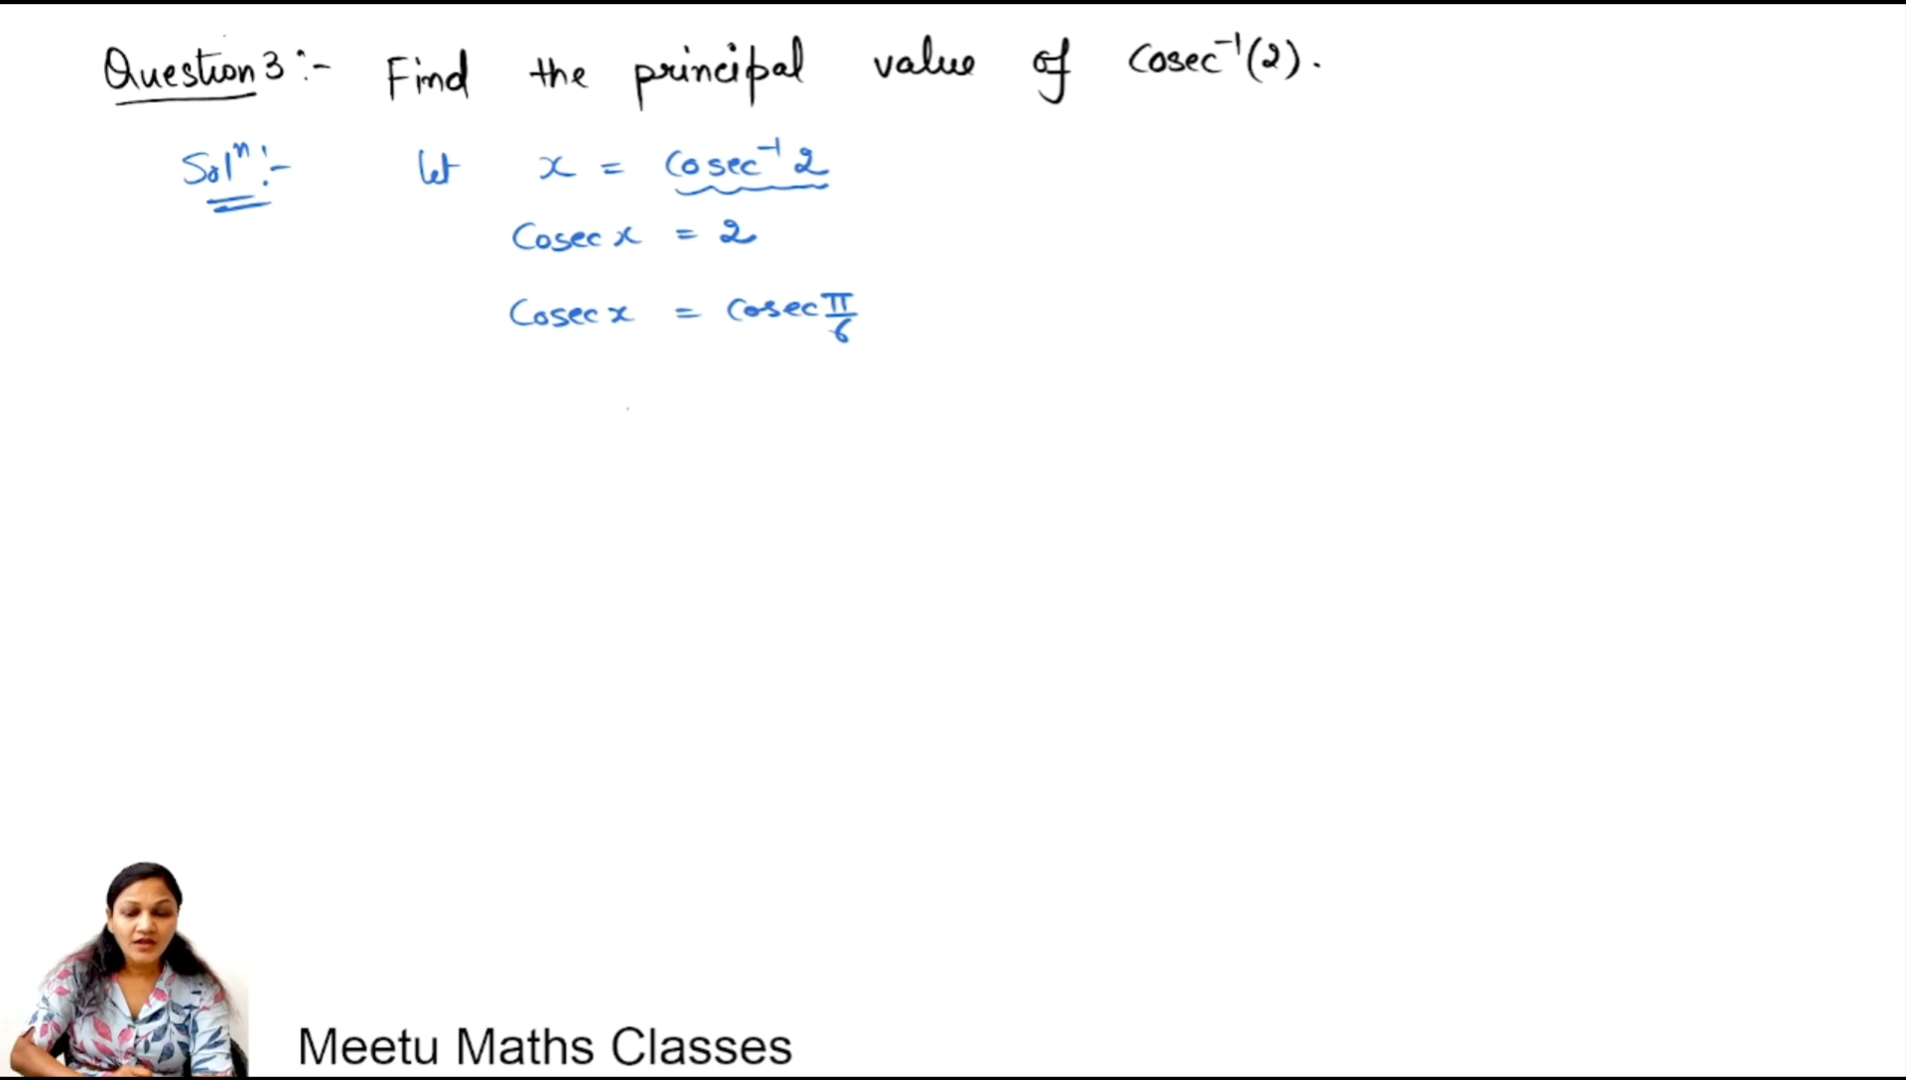 Question 3 :- Find the principal value of Cosec⁻¹(2).
Solⁿ :- let x = Cosec⁻¹ 2
Cosec x = 2
Cosec x = Cosec π/6
Meetu Maths Classes